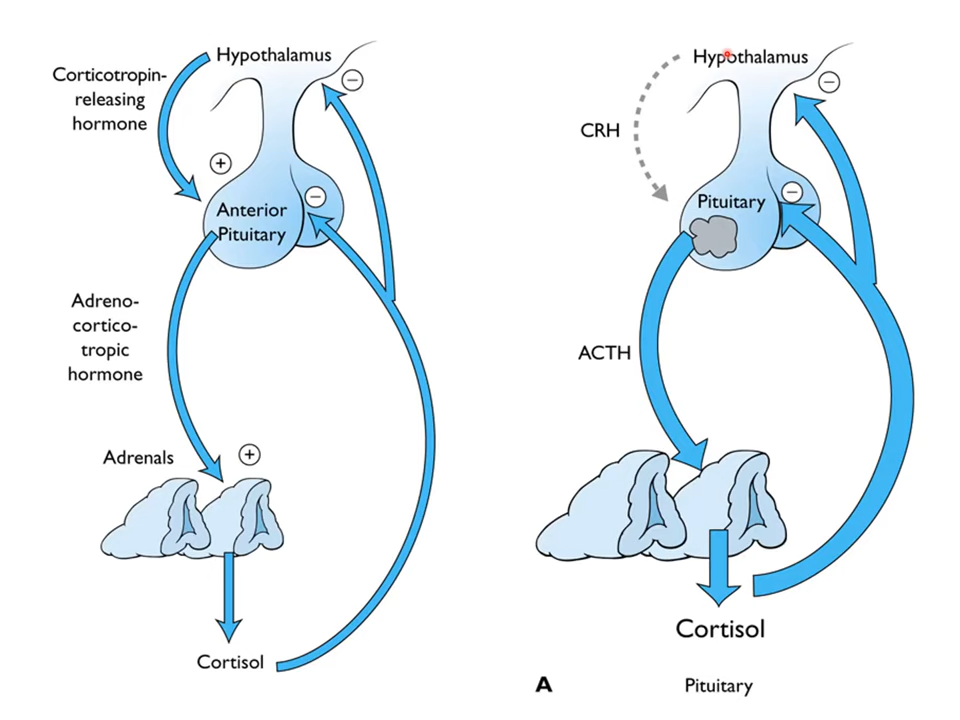 Hypothalamus
Corticotropin-
releasing
hormone
−
+
−
Anterior
Pituitary
Adreno-
cortico-
tropic
hormone
Adrenals
+
Cortisol
Hypothalamus
−
CRH
−
Pituitary
ACTH
Cortisol
A Pituitary